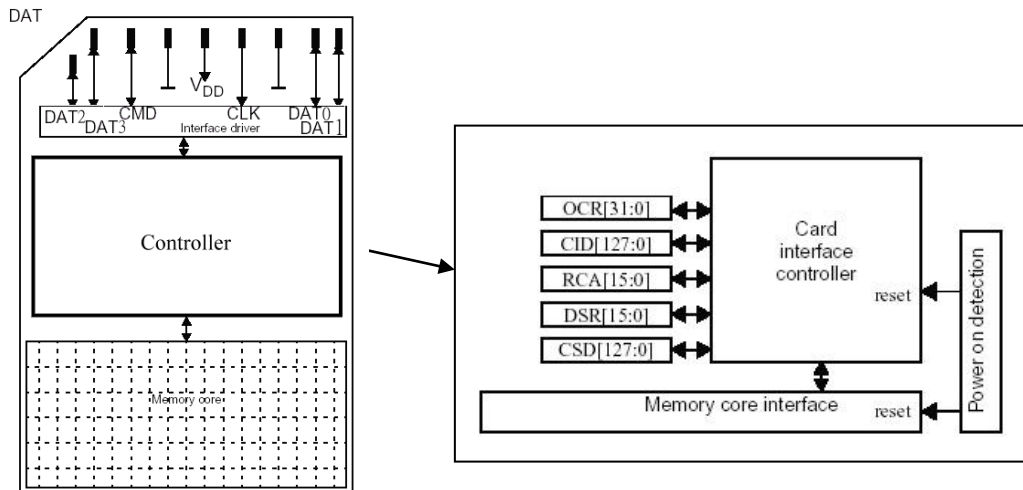 DAT
VDD
DAT2
DAT3
CMD
CLK
DAT0
DAT1
Interface driver
Controller
Memory core
OCR[31:0]
CID[127:0]
RCA[15:0]
DSR[15:0]
CSD[127:0]
Card
interface
controller
reset
Memory core interface
reset
Power on detection